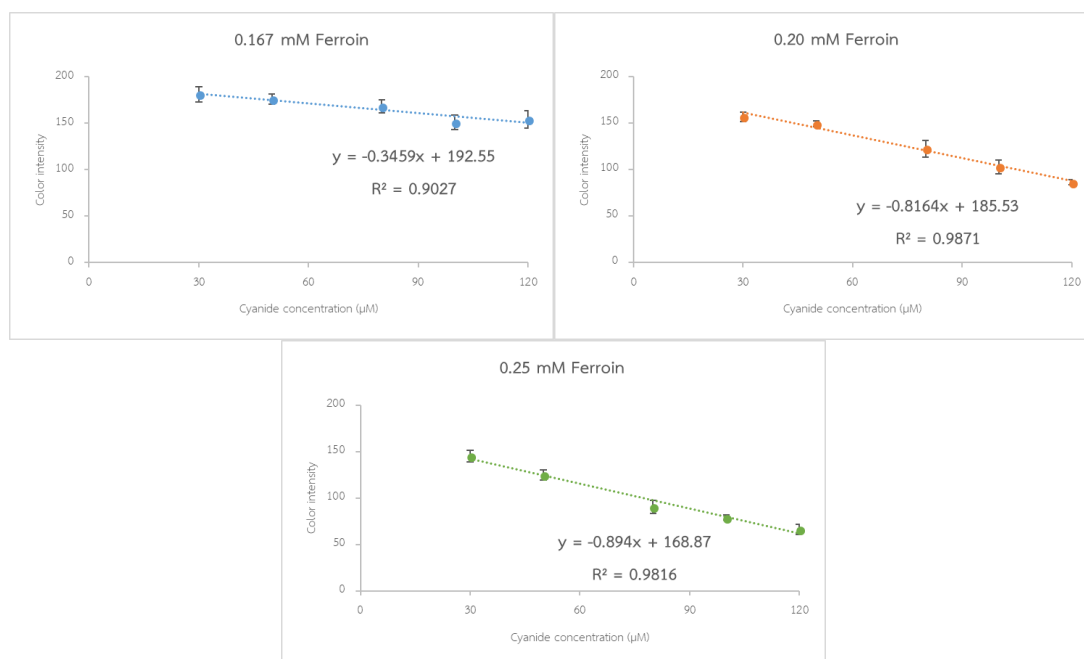 0.167 mM Ferroin
200
150
100
50
0
0 30 60 90 120
Color intensity
Cyanide concentration (µM)
y = -0.3459x + 192.55
R² = 0.9027
0.20 mM Ferroin
200
150
100
50
0
0 30 60 90 120
Color intensity
Cyanide concentration (µM)
y = -0.8164x + 185.53
R² = 0.9871
0.25 mM Ferroin
200
150
100
50
0
0 30 60 90 120
Color intensity
Cyanide concentration (µM)
y = -0.894x + 168.87
R² = 0.9816